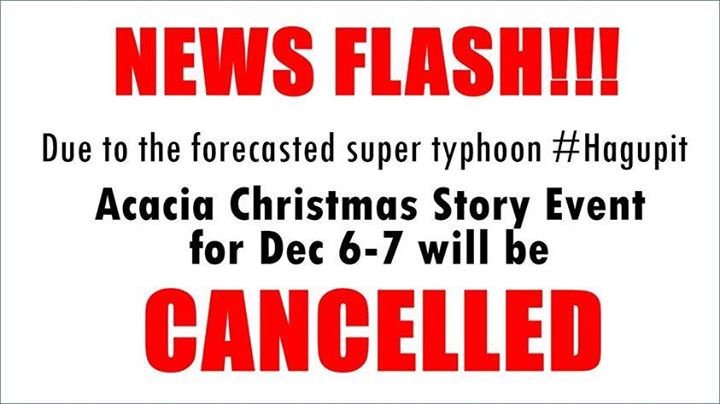 NEWS FLASH!!!
Due to the forecasted super typhoon #Hagupit
Acacia Christmas Story Event
for Dec 6-7 will be
CANCELLED